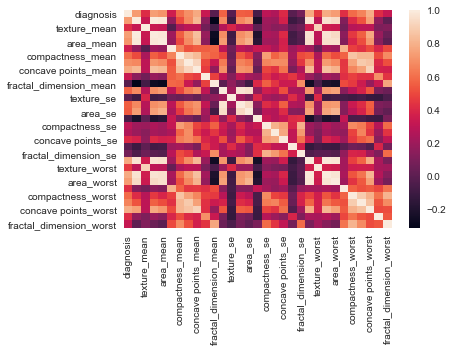 diagnosis
texture_mean
area_mean
compactness_mean
concave points_mean
fractal_dimension_mean
texture_se
area_se
compactness_se
concave points_se
fractal_dimension_se
texture_worst
area_worst
compactness_worst
concave points_worst
fractal_dimension_worst
diagnosis
texture_mean
area_mean
compactness_mean
concave points_mean
fractal_dimension_mean
texture_se
area_se
compactness_se
concave points_se
fractal_dimension_se
texture_worst
area_worst
compactness_worst
concave points_worst
fractal_dimension_worst
1.0
0.8
0.6
0.4
0.2
0.0
−0.2